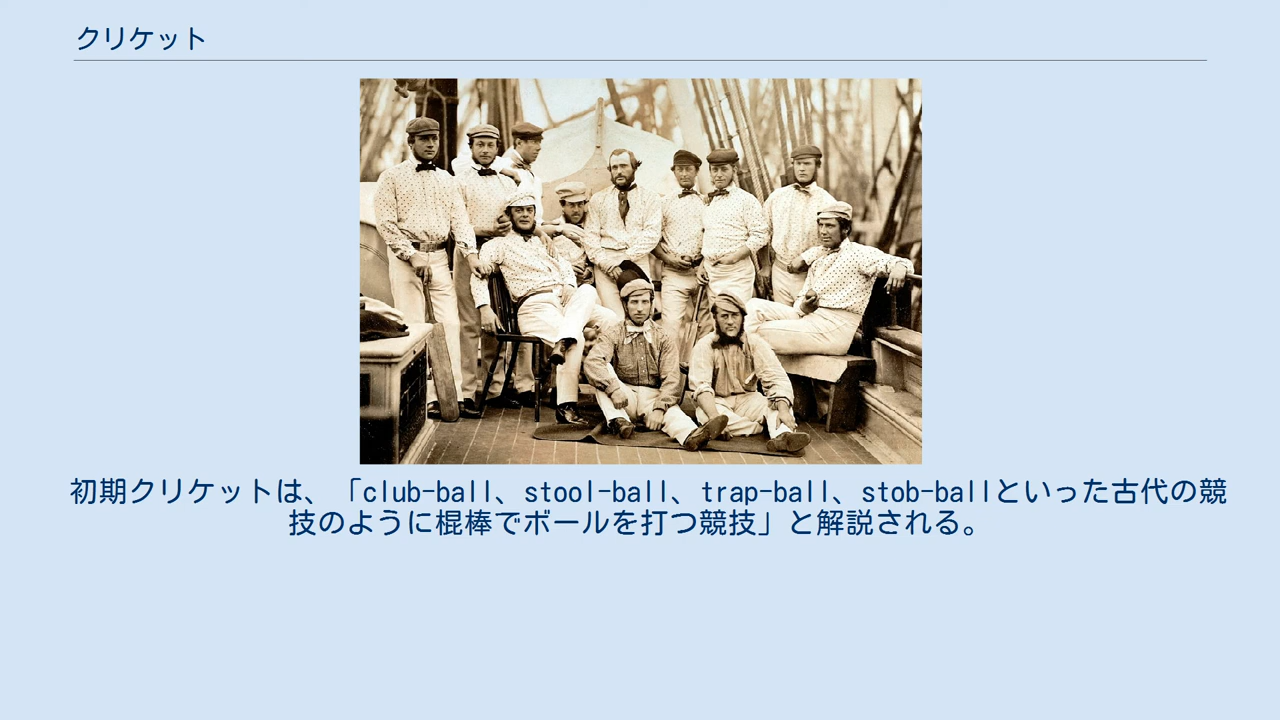 クリケット
初期クリケットは、「club-ball、stool-ball、trap-ball、stob-ballといった古代の競
技のように棍棒でボールを打つ競技」と解説される。